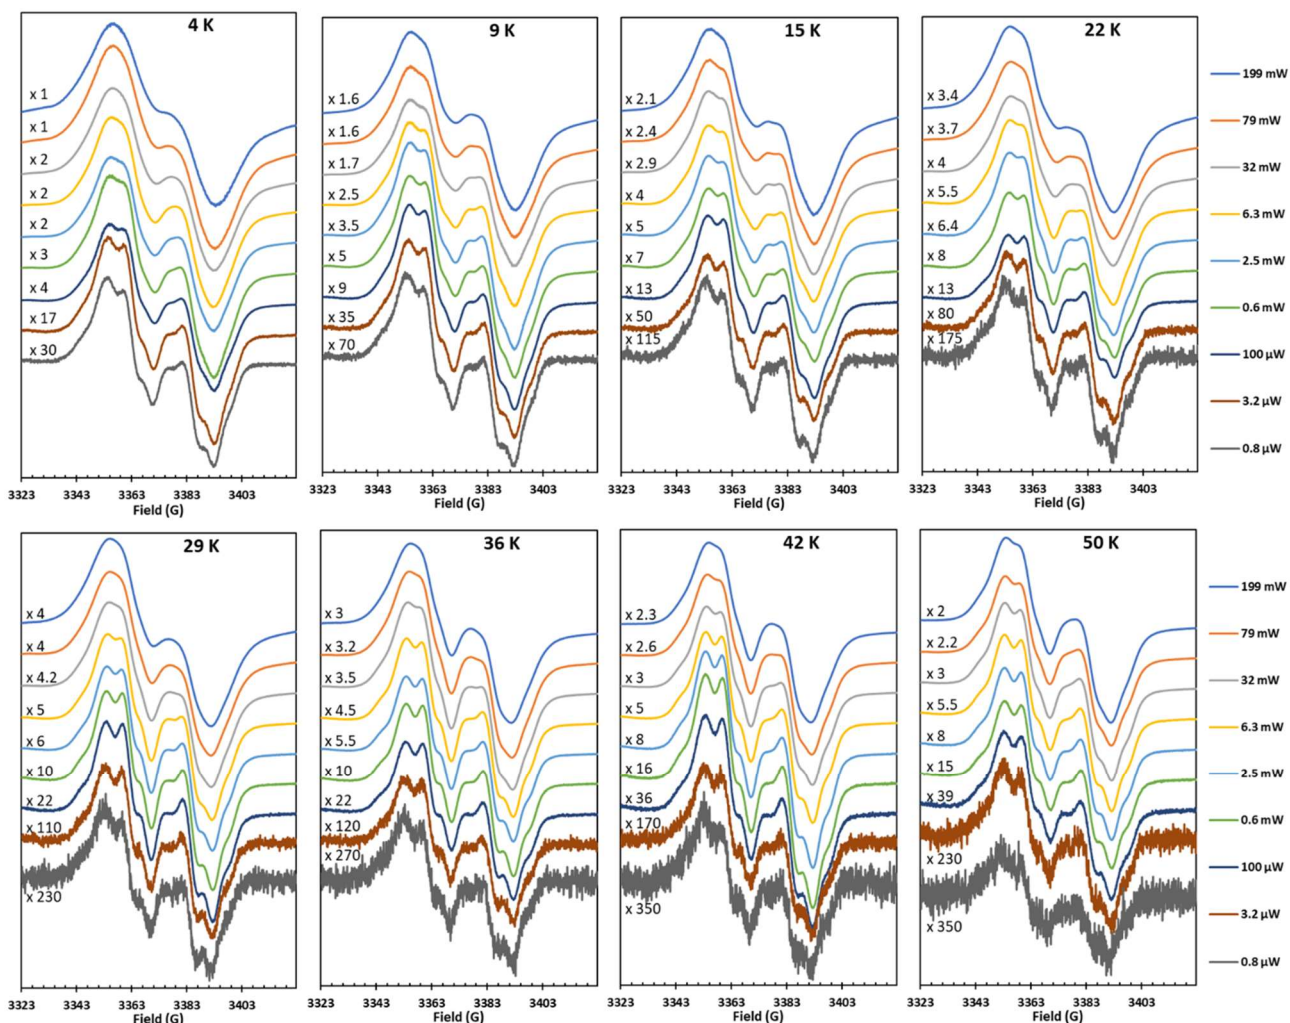 4 K
x 1
x 1
x 2
x 2
x 2
x 3
x 4
x 17
x 30
3323 3343 3363 3383 3403
Field (G)
9 K
x 1.6
x 1.6
x 1.7
x 2.5
x 3.5
x 5
x 9
x 35
x 70
3323 3343 3363 3383 3403
Field (G)
15 K
x 2.1
x 2.4
x 2.9
x 4
x 5
x 7
x 13
x 50
x 115
3323 3343 3363 3383 3403
Field (G)
22 K
x 3.4
x 3.7
x 4
x 5.5
x 6.4
x 8
x 13
x 80
x 175
3323 3343 3363 3383 3403
Field (G)
199 mW
79 mW
32 mW
6.3 mW
2.5 mW
0.6 mW
100 µW
3.2 µW
0.8 µW
29 K
x 4
x 4
x 4.2
x 5
x 6
x 10
x 22
x 110
x 230
3323 3343 3363 3383 3403
Field (G)
36 K
x 3
x 3.2
x 3.5
x 4.5
x 5.5
x 10
x 22
x 120
x 270
3323 3343 3363 3383 3403
Field (G)
42 K
x 2.3
x 2.6
x 3
x 5
x 8
x 16
x 36
x 170
x 350
3323 3343 3363 3383 3403
Field (G)
50 K
x 2
x 2.2
x 3
x 5.5
x 8
x 15
x 39
x 230
x 350
3323 3343 3363 3383 3403
Field (G)
199 mW
79 mW
32 mW
6.3 mW
2.5 mW
0.6 mW
100 µW
3.2 µW
0.8 µW